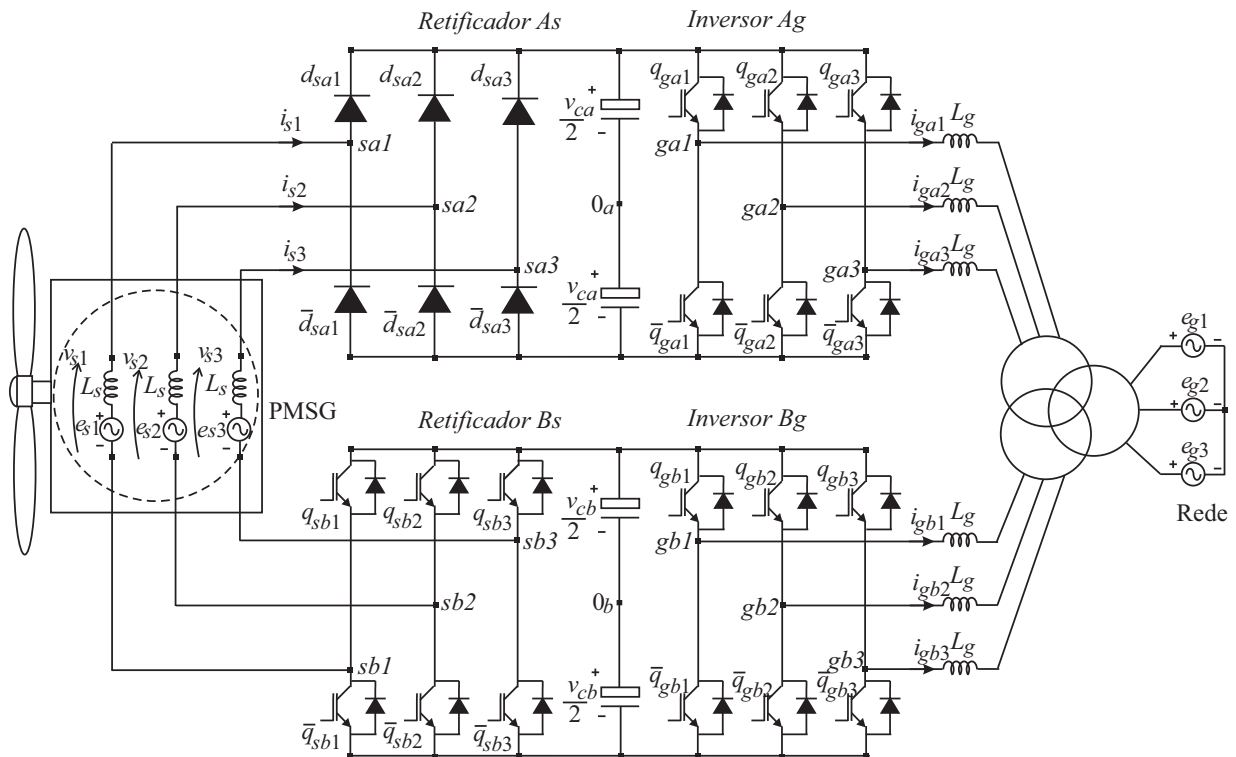 Retificador As
Inversor Ag
d_sa1 d_sa2 d_sa3
q_ga1 q_ga2 q_ga3
+ v_ca/2 -
i_s1
sa1
ga1
i_ga1 L_g
i_s2
sa2
0_a
ga2
i_ga2 L_g
i_s3
sa3
ga3
i_ga3 L_g
d̅_sa1 d̅_sa2 d̅_sa3
+ v_ca/2 -
q̅_ga1 q̅_ga2 q̅_ga3
v_s1 v_s2 v_s3
L_s L_s L_s
PMSG
+ + +
e_s1 e_s2 e_s3
- - -
+ e_g1 -
+ e_g2 -
+ e_g3 -
Rede
Retificador Bs
Inversor Bg
q_sb1 q_sb2 q_sb3
+ v_cb/2 -
q_gb1 q_gb2 q_gb3
sb3
gb1
i_gb1 L_g
sb2
0_b
gb2
i_gb2 L_g
sb1
gb3
i_gb3 L_g
q̅_sb1 q̅_sb2 q̅_sb3
+ v_cb/2 -
q̅_gb1 q̅_gb2 q̅_gb3